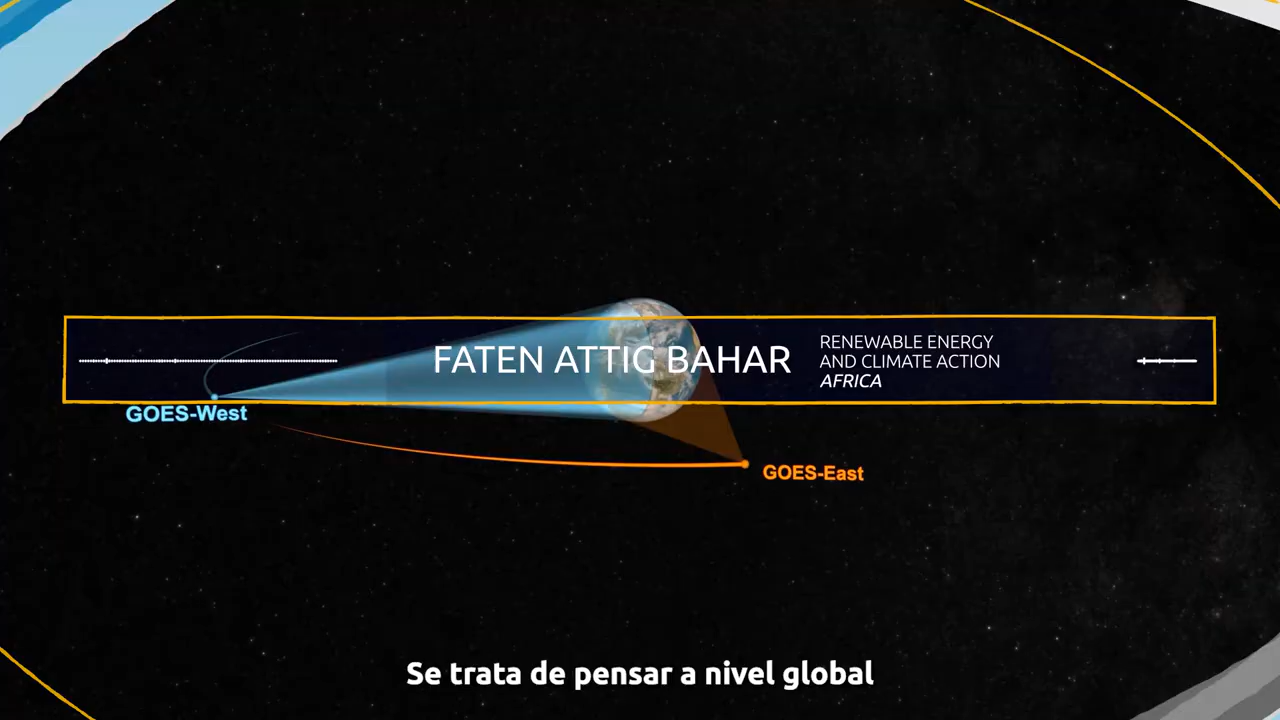 FATEN ATTIG BAHAR
RENEWABLE ENERGY
AND CLIMATE ACTION
AFRICA
GOES-West
GOES-East
Se trata de pensar a nivel global